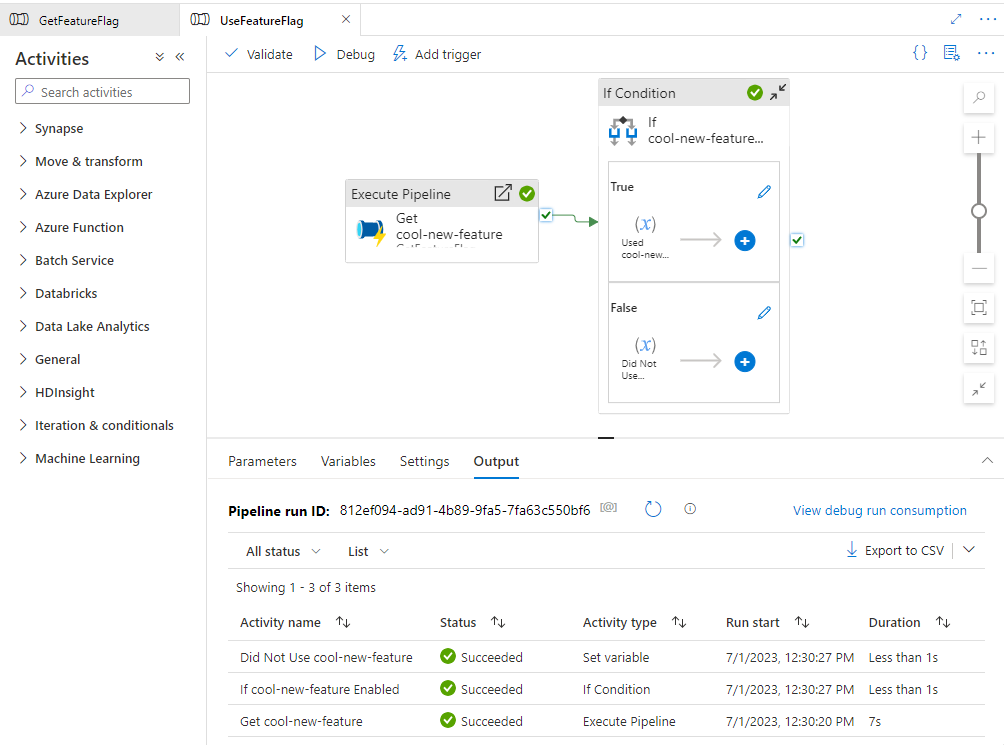 GetFeatureFlag
UseFeatureFlag
Activities
Search activities
Synapse
Move & transform
Azure Data Explorer
Azure Function
Batch Service
Databricks
Data Lake Analytics
General
HDInsight
Iteration & conditionals
Machine Learning
Validate
Debug
Add trigger
Execute Pipeline
Get
cool-new-feature
GetFeatureFlag
If Condition
If
cool-new-feature...
True
(x)
Used
cool-new...
False
(x)
Did Not
Use...
Parameters
Variables
Settings
Output
Pipeline run ID: 812ef094-ad91-4b89-9fa5-7fa63c550bf6 [@]
View debug run consumption
All status
List
Export to CSV
Showing 1 - 3 of 3 items
Activity name Status Activity type Run start Duration
Did Not Use cool-new-feature Succeeded Set variable 7/1/2023, 12:30:27 PM Less than 1s
If cool-new-feature Enabled Succeeded If Condition 7/1/2023, 12:30:27 PM Less than 1s
Get cool-new-feature Succeeded Execute Pipeline 7/1/2023, 12:30:20 PM 7s